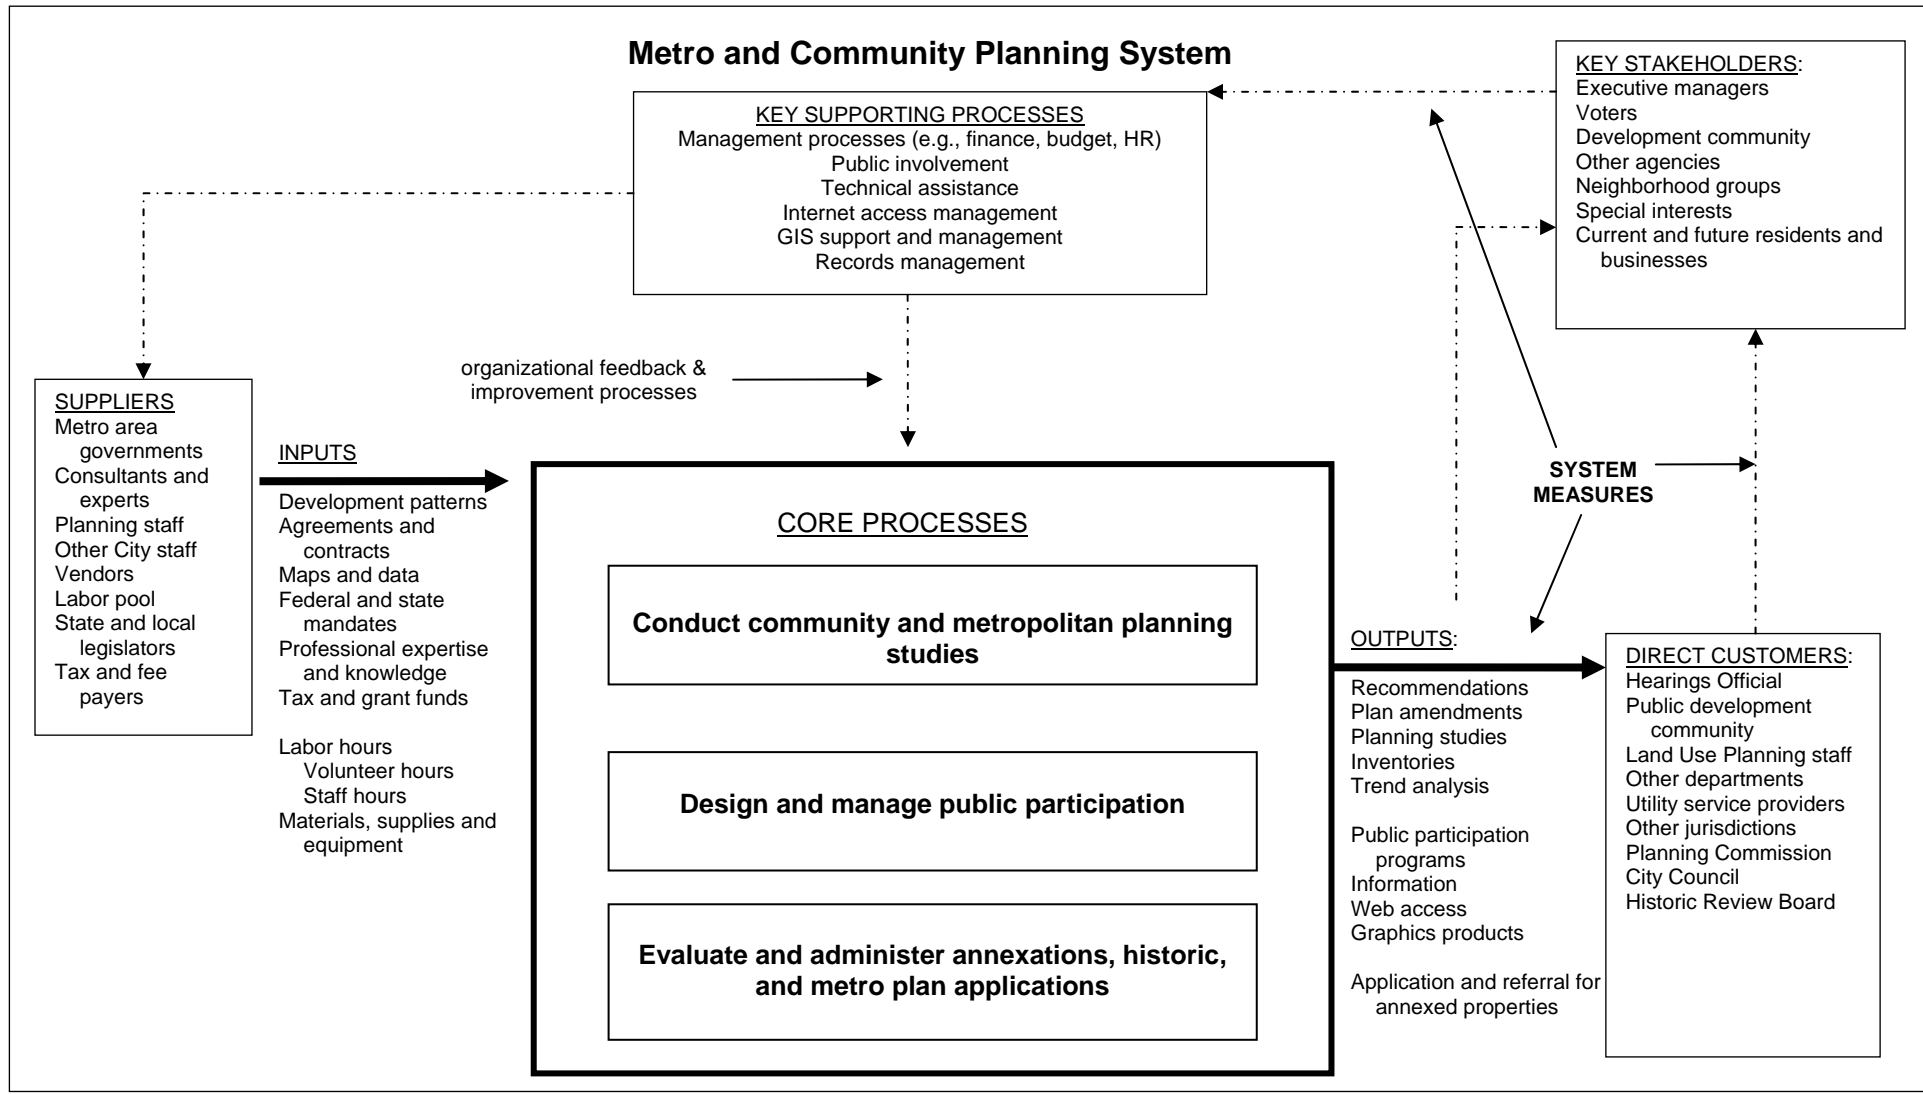 Metro and Community Planning System
KEY SUPPORTING PROCESSES
Management processes (e.g., finance, budget, HR)
Public involvement
Technical assistance
Internet access management
GIS support and management
Records management
KEY STAKEHOLDERS:
Executive managers
Voters
Development community
Other agencies
Neighborhood groups
Special interests
Current and future residents and
businesses
organizational feedback &
improvement processes
SUPPLIERS
Metro area
governments
Consultants and
experts
Planning staff
Other City staff
Vendors
Labor pool
State and local
legislators
Tax and fee
payers
INPUTS
Development patterns
Agreements and
contracts
Maps and data
Federal and state
mandates
Professional expertise
and knowledge
Tax and grant funds
Labor hours
Volunteer hours
Staff hours
Materials, supplies and
equipment
CORE PROCESSES
Conduct community and metropolitan planning
studies
Design and manage public participation
Evaluate and administer annexations, historic,
and metro plan applications
SYSTEM
MEASURES
OUTPUTS:
Recommendations
Plan amendments
Planning studies
Inventories
Trend analysis
Public participation
programs
Information
Web access
Graphics products
Application and referral for
annexed properties
DIRECT CUSTOMERS:
Hearings Official
Public development
community
Land Use Planning staff
Other departments
Utility service providers
Other jurisdictions
Planning Commission
City Council
Historic Review Board